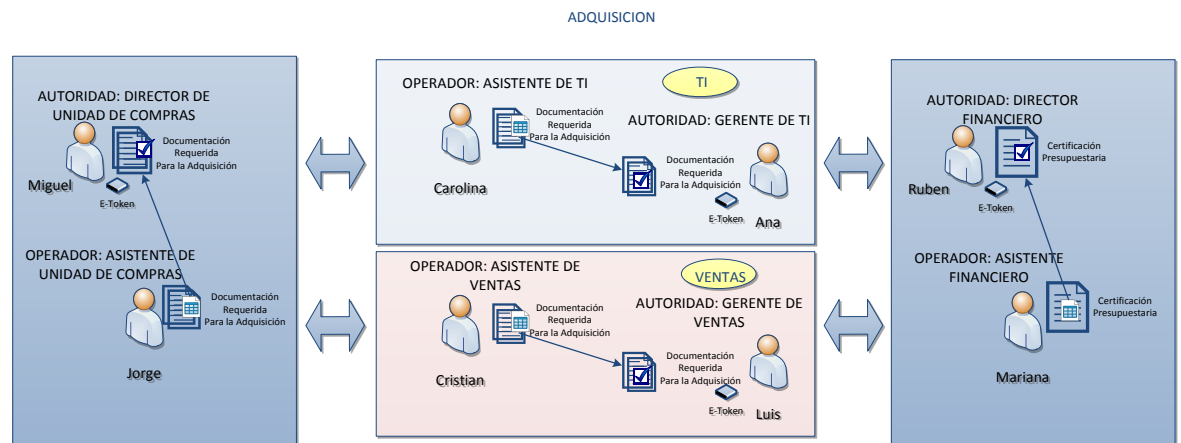 ADQUISICION
AUTORIDAD: DIRECTOR DE
UNIDAD DE COMPRAS
Documentación
Requerida
Para la Adquisición
Miguel
E-Token
OPERADOR: ASISTENTE DE
UNIDAD DE COMPRAS
Documentación
Requerida
Para la Adquisición
Jorge
OPERADOR: ASISTENTE DE TI
TI
Documentación
Requerida
Para la Adquisición
AUTORIDAD: GERENTE DE TI
Carolina
Documentación
Requerida
Para la Adquisición
E-Token
Ana
OPERADOR: ASISTENTE DE
VENTAS
VENTAS
Documentación
Requerida
Para la Adquisición
AUTORIDAD: GERENTE DE
VENTAS
Cristian
Documentación
Requerida
Para la Adquisición
E-Token
Luis
AUTORIDAD: DIRECTOR
FINANCIERO
Certificación
Presupuestaria
Ruben
E-Token
OPERADOR: ASISTENTE
FINANCIERO
Certificación
Presupuestaria
Mariana